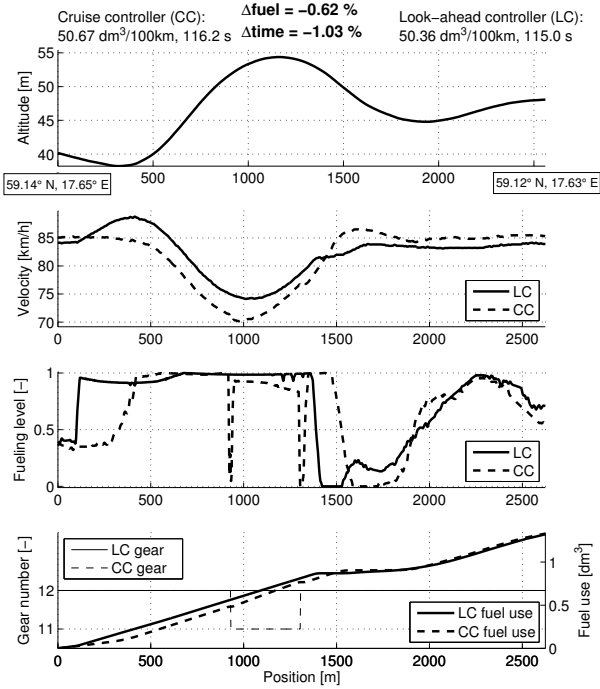 Cruise controller (CC):
50.67 dm3/100km, 116.2 s
Δfuel = −0.62 %
Δtime = −1.03 %
Look−ahead controller (LC):
50.36 dm3/100km, 115.0 s
Altitude [m]
55
50
45
40
500 1000 1500 2000 2500
59.14° N, 17.65° E
59.12° N, 17.63° E
Velocity [km/h]
85
80
75
70
LC
CC
0 500 1000 1500 2000 2500
Fueling level [−]
1
0.5
0
LC
CC
0 500 1000 1500 2000 2500
Gear number [−]
12
11
LC gear
CC gear
LC fuel use
CC fuel use
1
0.5
0
Fuel use [dm3]
0 500 1000 1500 2000 2500
Position [m]